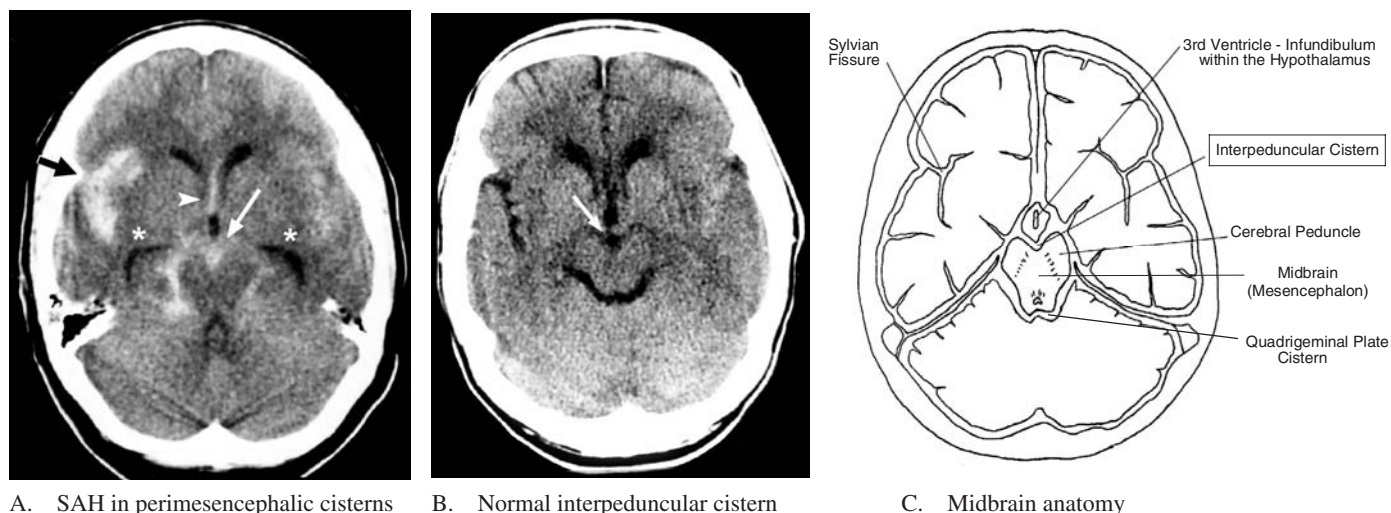 Sylvian
Fissure
3rd Ventricle - Infundibulum
within the Hypothalamus
Interpeduncular Cistern
Cerebral Peduncle
Midbrain
(Mesencephalon)
Quadrigeminal Plate
Cistern
* *
A. SAH in perimesencephalic cisterns
B. Normal interpeduncular cistern
C. Midbrain anatomy